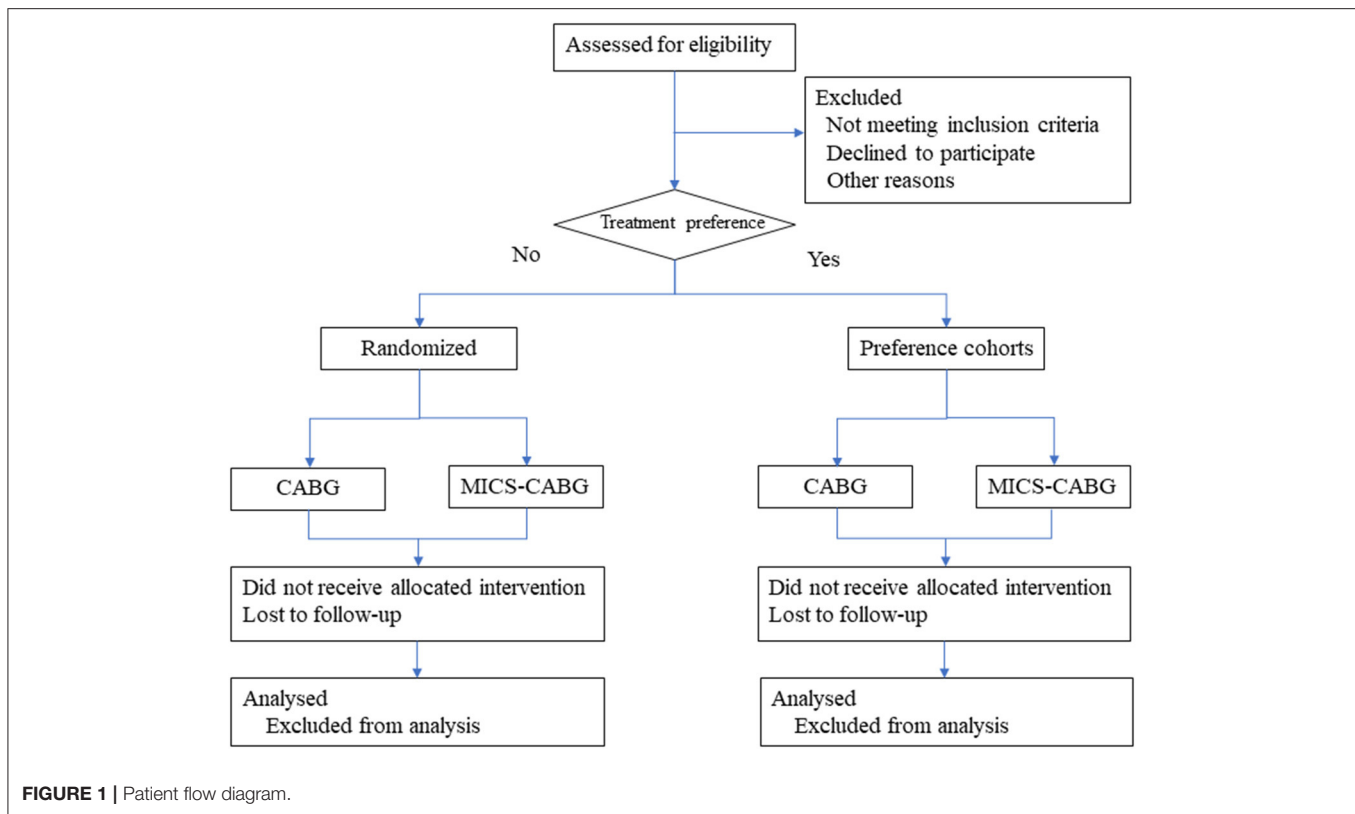 Assessed for eligibility
Excluded
Not meeting inclusion criteria
Declined to participate
Other reasons
Treatment preference
No
Yes
Randomized
Preference cohorts
CABG
MICS-CABG
CABG
MICS-CABG
Did not receive allocated intervention
Lost to follow-up
Did not receive allocated intervention
Lost to follow-up
Analysed
Excluded from analysis
Analysed
Excluded from analysis
FIGURE 1 | Patient flow diagram.